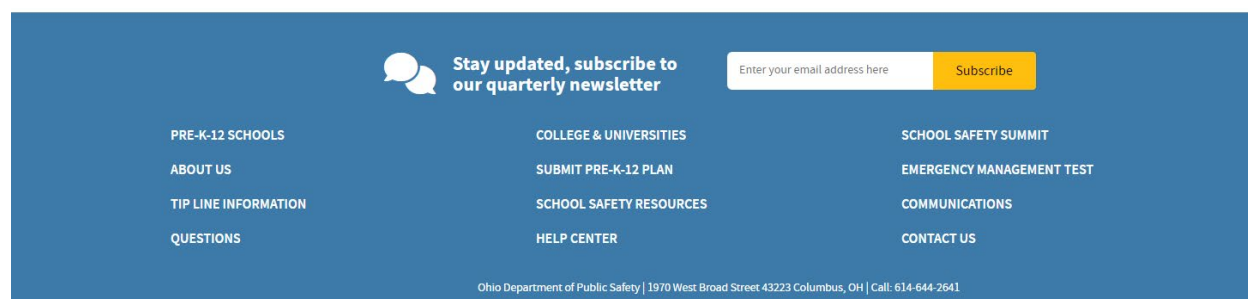 Stay updated, subscribe to
our quarterly newsletter
Enter your email address here
Subscribe
PRE-K-12 SCHOOLS
COLLEGE & UNIVERSITIES
SCHOOL SAFETY SUMMIT
ABOUT US
SUBMIT PRE-K-12 PLAN
EMERGENCY MANAGEMENT TEST
TIP LINE INFORMATION
SCHOOL SAFETY RESOURCES
COMMUNICATIONS
QUESTIONS
HELP CENTER
CONTACT US
Ohio Department of Public Safety | 1970 West Broad Street 43223 Columbus, OH | Call: 614-644-2641